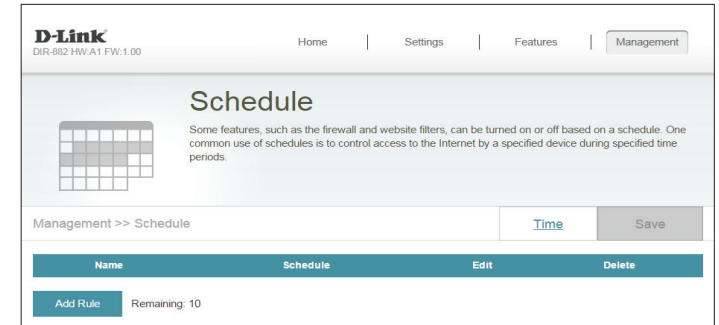 D-Link
DIR-882 HW:A1 FW:1.00
Home | Settings | Features | Management
Schedule
Some features, such as the firewall and website filters, can be turned on or off based on a schedule. One
common use of schedules is to control access to the Internet by a specified device during specified time
periods.
Management >> Schedule Time Save
Name Schedule Edit Delete
Add Rule Remaining: 10